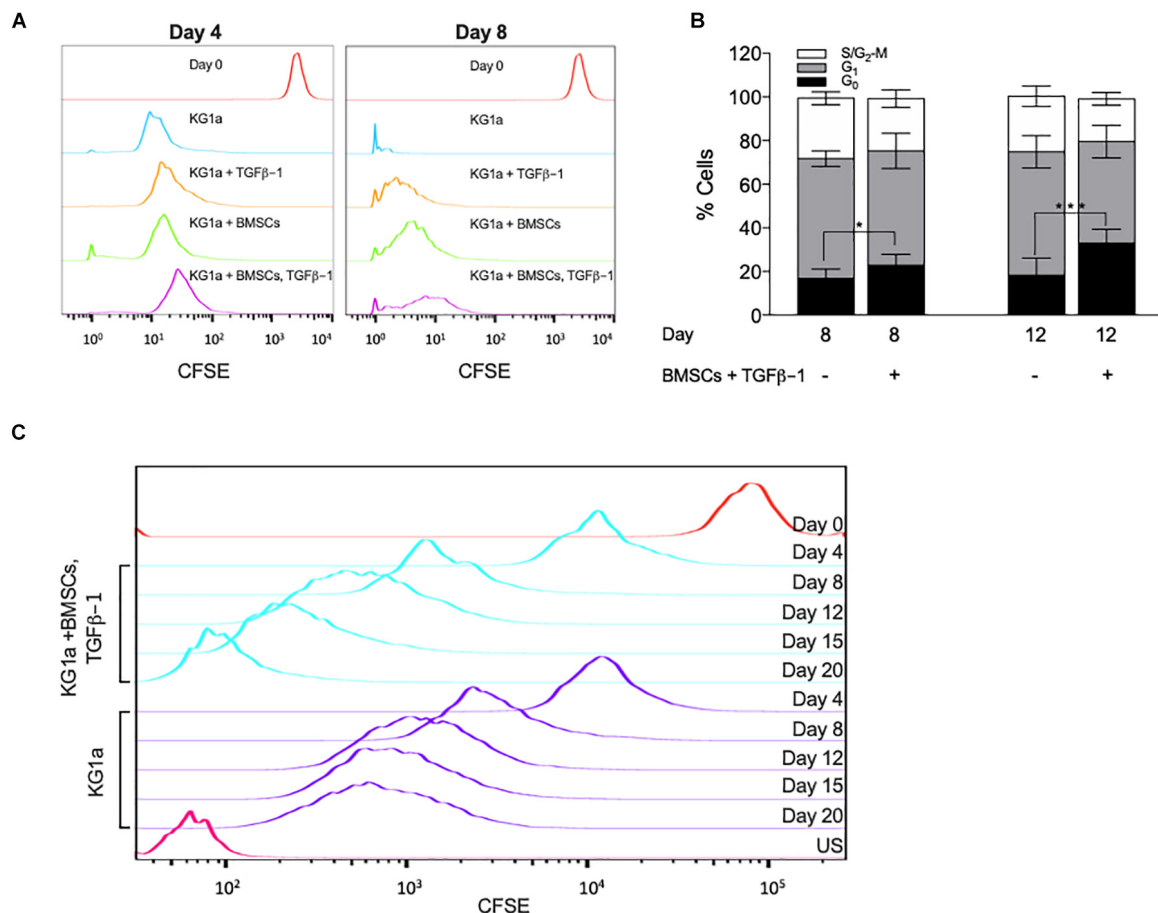 A
Day 4
Day 8
Day 0
KG1a
KG1a + TGFβ−1
KG1a + BMSCs
KG1a + BMSCs, TGFβ−1
10⁰ 10¹ 10² 10³ 10⁴
CFSE
Day 0
KG1a
KG1a + TGFβ−1
KG1a + BMSCs
KG1a + BMSCs, TGFβ−1
10⁰ 10¹ 10² 10³ 10⁴
CFSE
B
% Cells
120
100
80
60
40
20
0
S/G₂-M
G₁
G₀
*
***
Day 8 8 12 12
BMSCs + TGFβ−1 - + - +
C
KG1a +BMSCs,
TGFβ−1
KG1a
Day 0
Day 4
Day 8
Day 12
Day 15
Day 20
Day 4
Day 8
Day 12
Day 15
Day 20
US
10² 10³ 10⁴ 10⁵
CFSE